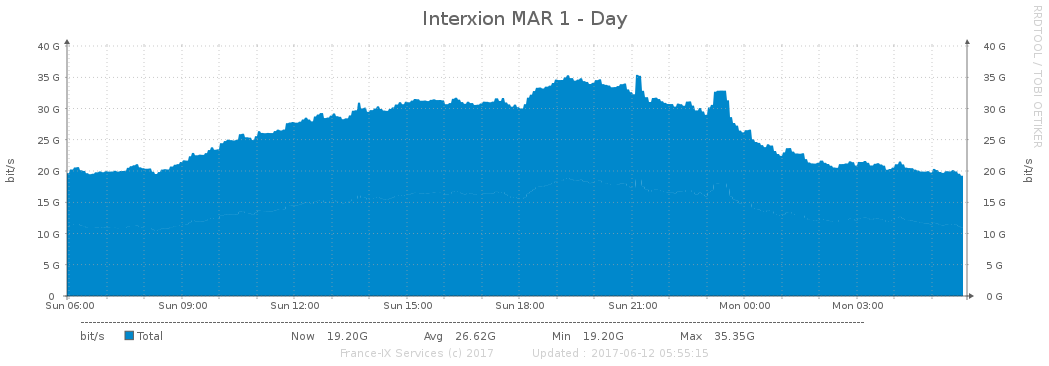 Interxion MAR 1 - Day
RRDTOOL / TOBI OETIKER
40 G 40 G
35 G 35 G
30 G 30 G
25 G 25 G
20 G 20 G
15 G 15 G
10 G 10 G
5 G 5 G
0 0 G
bit/s bit/s
Sun 06:00 Sun 09:00 Sun 12:00 Sun 15:00 Sun 18:00 Sun 21:00 Mon 00:00 Mon 03:00
bit/s Total Now 19.20G Avg 26.62G Min 19.20G Max 35.35G
France-IX Services (c) 2017 Updated : 2017-06-12 05:55:15